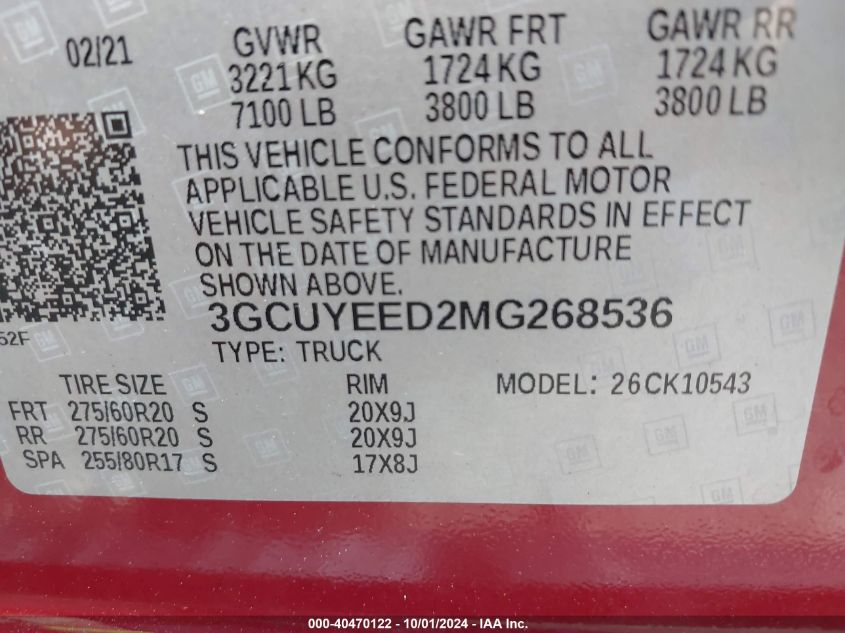 02/21 GVWR GAWR FRT GAWR RR
3221 KG 1724 KG 1724 KG
7100 LB 3800 LB 3800 LB
THIS VEHICLE CONFORMS TO ALL
APPLICABLE U.S. FEDERAL MOTOR
VEHICLE SAFETY STANDARDS IN EFFECT
ON THE DATE OF MANUFACTURE
SHOWN ABOVE.
3GCUYEED2MG268536
52F
TYPE: TRUCK
TIRE SIZE RIM MODEL: 26CK10543
FRT 275/60R20 S 20X9J
RR 275/60R20 S 20X9J
SPA 255/80R17 S 17X8J
000-40470122 - 10/01/2024 - IAA Inc.